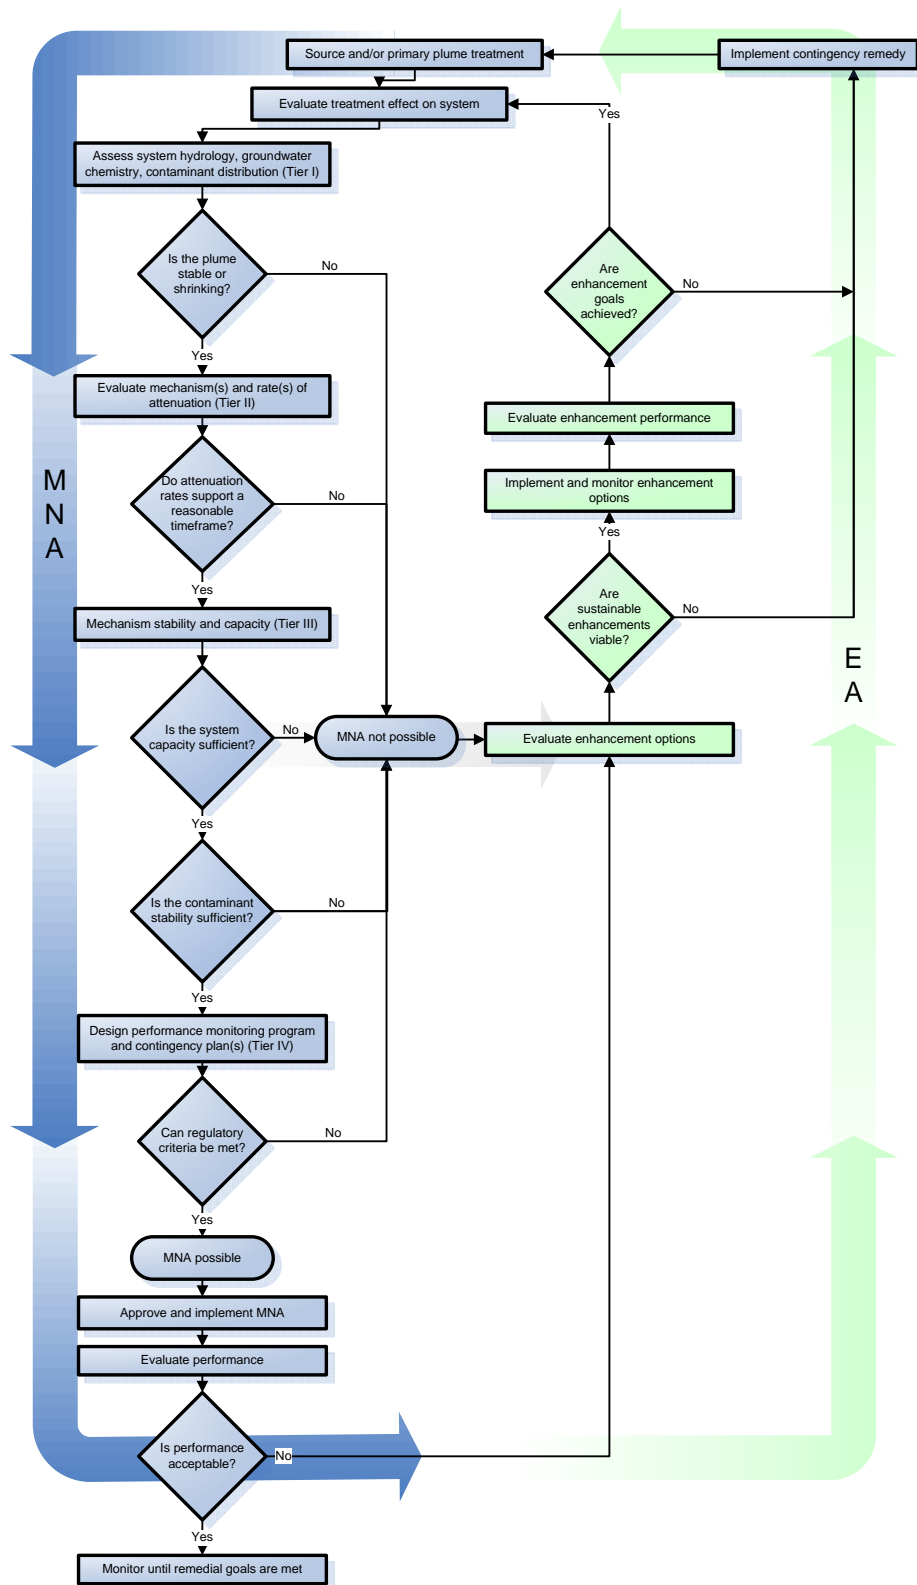 Source and/or primary plume treatment
Implement contingency remedy
Evaluate treatment effect on system
Yes
Assess system hydrology, groundwater
chemistry, contaminant distribution (Tier I)
Is the plume
stable or
shrinking?
No
Are
enhancement
goals
achieved?
No
Yes
Evaluate mechanism(s) and rate(s) of
attenuation (Tier II)
Evaluate enhancement performance
M
N
A
Do attenuation
rates support a
reasonable
timeframe?
No
Implement and monitor enhancement
options
Yes
Yes
Mechanism stability and capacity (Tier III)
Are
sustainable
enhancements
viable?
No
E
A
Is the system
capacity sufficient?
No
MNA not possible
Evaluate enhancement options
Yes
Is the contaminant
stability sufficient?
No
Yes
Design performance monitoring program
and contingency plan(s) (Tier IV)
Can regulatory
criteria be met?
No
Yes
MNA possible
Approve and implement MNA
Evaluate performance
Is performance
acceptable?
No
Yes
Monitor until remedial goals are met